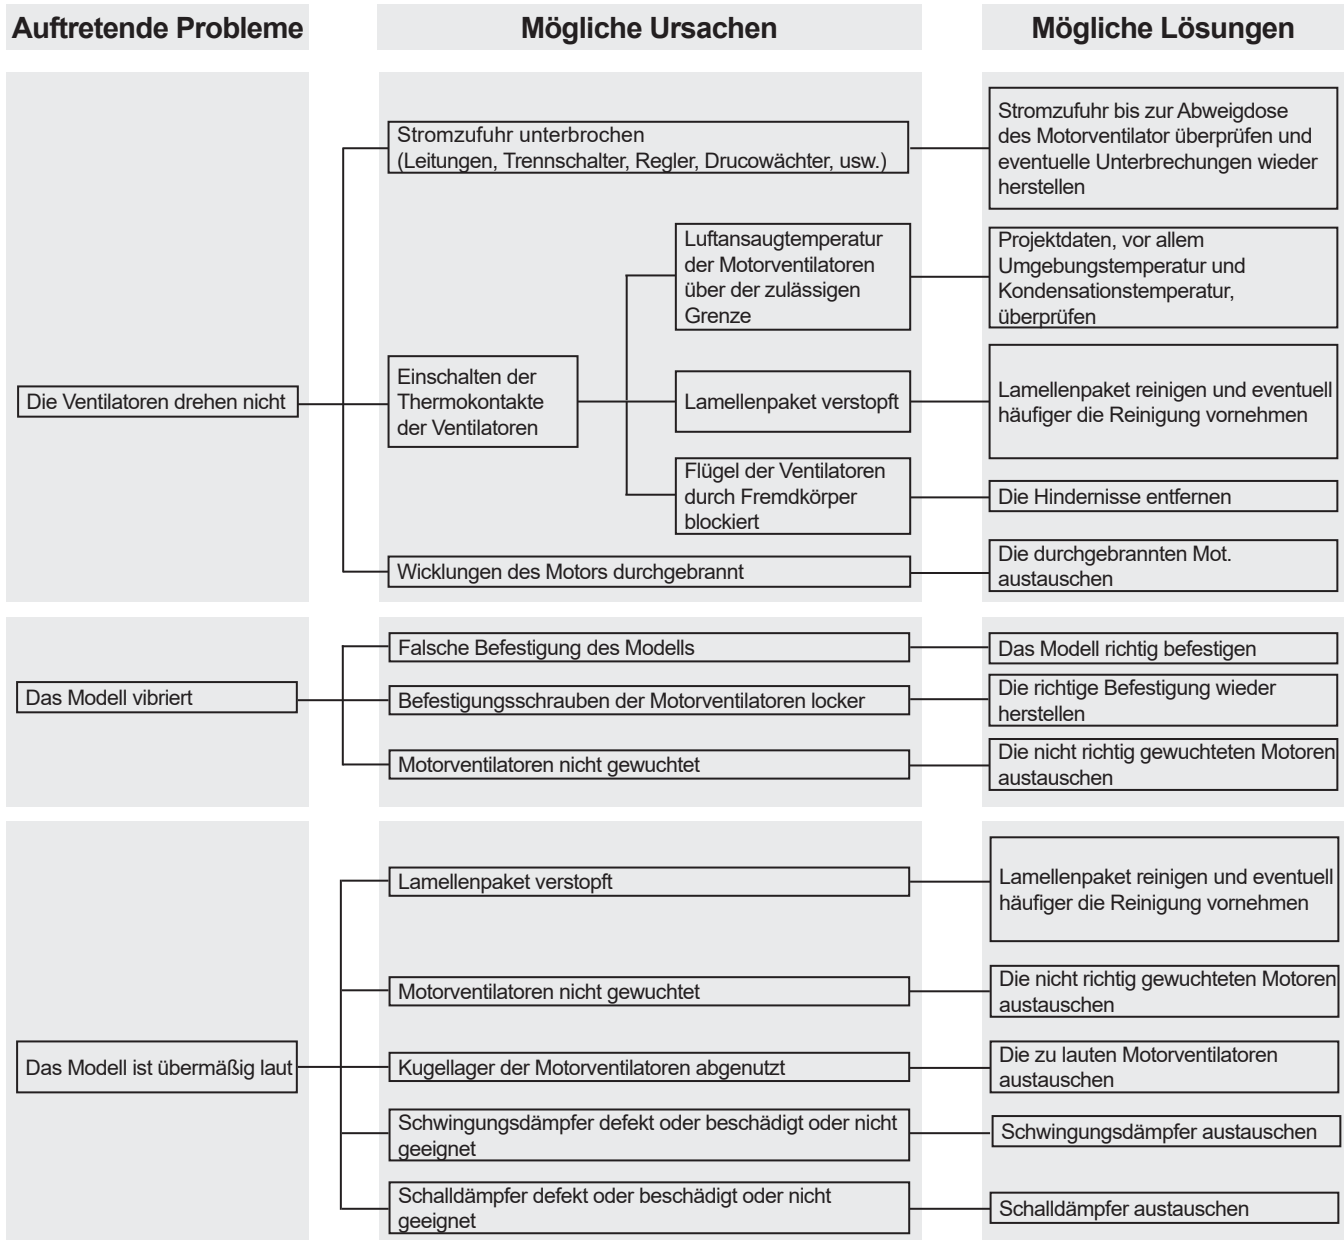 Auftretende Probleme
Mögliche Ursachen
Mögliche Lösungen
Die Ventilatoren drehen nicht
Stromzufuhr unterbrochen
(Leitungen, Trennschalter, Regler, Drucowächter, usw.)
Stromzufuhr bis zur Abweigdose
des Motorventilator überprüfen und
eventuelle Unterbrechungen wieder
herstellen
Einschalten der
Thermokontakte
der Ventilatoren
Luftansaugtemperatur
der Motorventilatoren
über der zulässigen
Grenze
Projektdaten, vor allem
Umgebungstemperatur und
Kondensationstemperatur,
überprüfen
Lamellenpaket verstopft
Lamellenpaket reinigen und eventuell
häufiger die Reinigung vornehmen
Flügel der Ventilatoren
durch Fremdkörper
blockiert
Die Hindernisse entfernen
Wicklungen des Motors durchgebrannt
Die durchgebrannten Mot.
austauschen
Das Modell vibriert
Falsche Befestigung des Modells
Das Modell richtig befestigen
Befestigungsschrauben der Motorventilatoren locker
Die richtige Befestigung wieder
herstellen
Motorventilatoren nicht gewuchtet
Die nicht richtig gewuchteten Motoren
austauschen
Das Modell ist übermäßig laut
Lamellenpaket verstopft
Lamellenpaket reinigen und eventuell
häufiger die Reinigung vornehmen
Motorventilatoren nicht gewuchtet
Die nicht richtig gewuchteten Motoren
austauschen
Kugellager der Motorventilatoren abgenutzt
Die zu lauten Motorventilatoren
austauschen
Schwingungsdämpfer defekt oder beschädigt oder nicht
geeignet
Schwingungsdämpfer austauschen
Schalldämpfer defekt oder beschädigt oder nicht
geeignet
Schalldämpfer austauschen